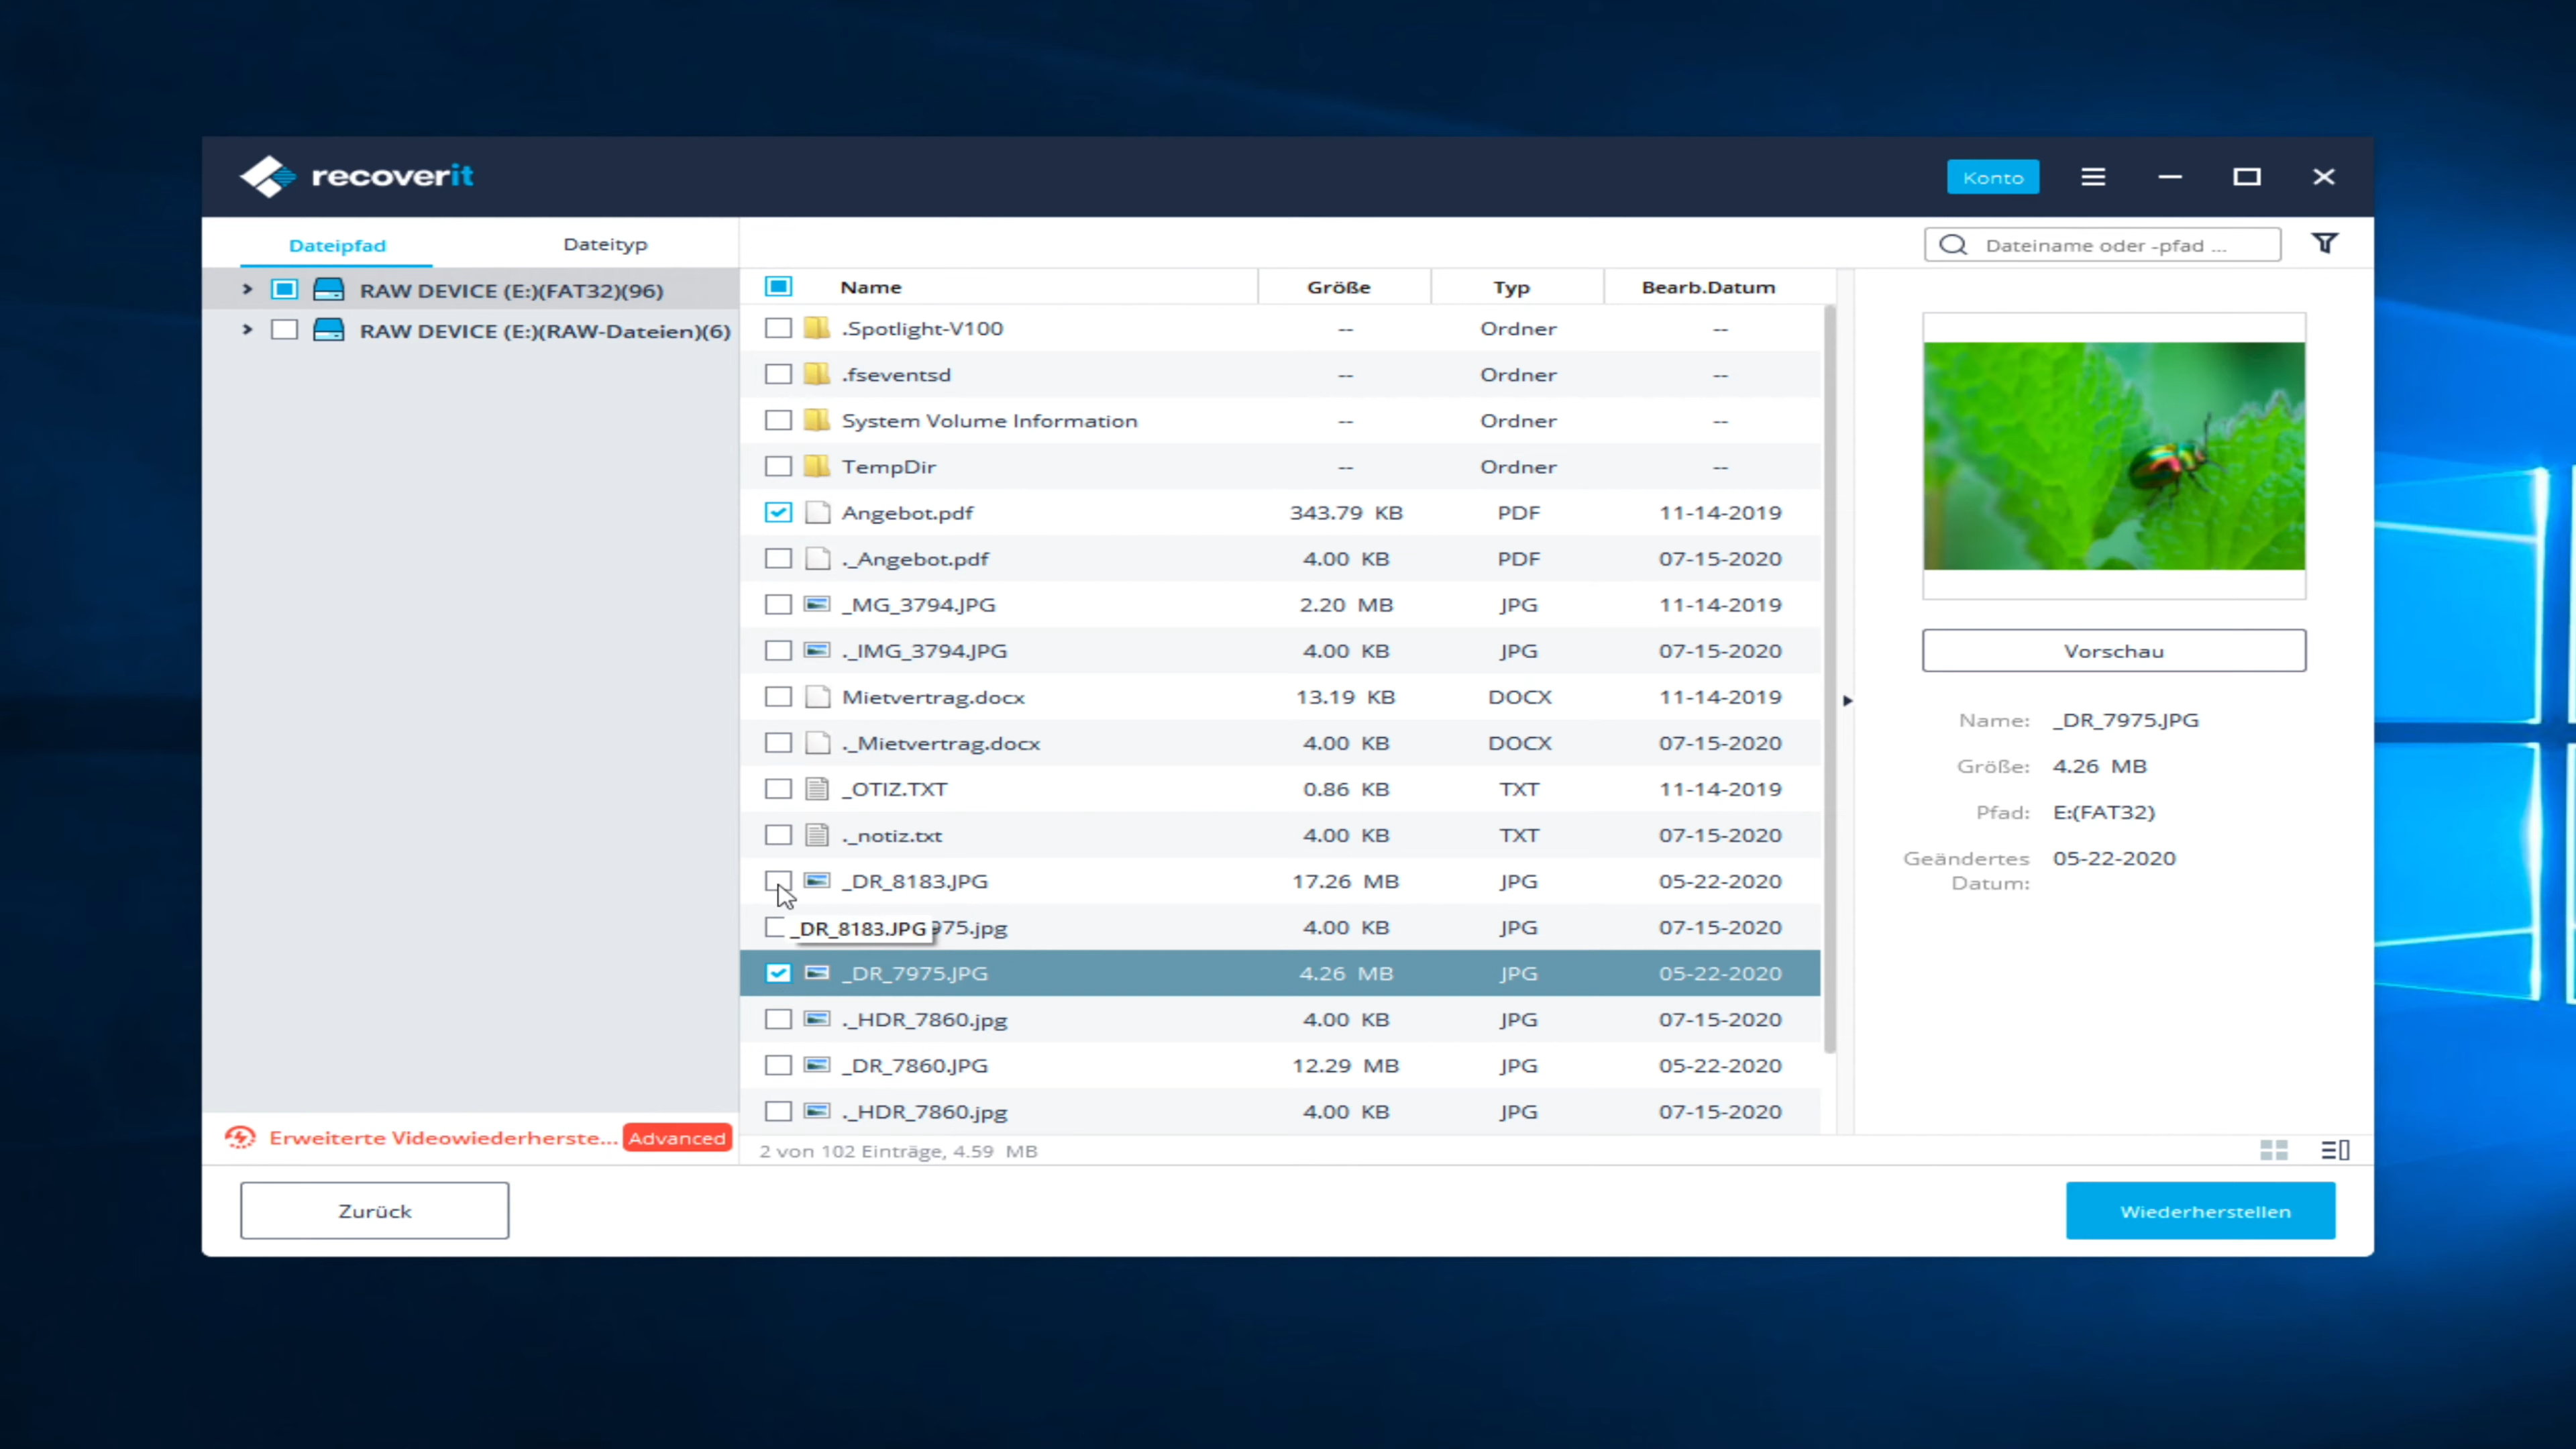 recoverit
Konto
Dateipfad Dateityp
Dateiname oder -pfad ...
RAW DEVICE (E:)(FAT32)(96)
RAW DEVICE (E:)(RAW-Dateien)(6)
Name Größe Typ Bearb.Datum
.Spotlight-V100 -- Ordner --
.fseventsd -- Ordner --
System Volume Information -- Ordner --
TempDir -- Ordner --
Angebot.pdf 343.79 KB PDF 11-14-2019
._Angebot.pdf 4.00 KB PDF 07-15-2020
_MG_3794.JPG 2.20 MB JPG 11-14-2019
._IMG_3794.JPG 4.00 KB JPG 07-15-2020
Mietvertrag.docx 13.19 KB DOCX 11-14-2019
._Mietvertrag.docx 4.00 KB DOCX 07-15-2020
_OTIZ.TXT 0.86 KB TXT 11-14-2019
._notiz.txt 4.00 KB TXT 07-15-2020
_DR_8183.JPG 17.26 MB JPG 05-22-2020
_DR_8183.JPG
975.jpg 4.00 KB JPG 07-15-2020
_DR_7975.JPG 4.26 MB JPG 05-22-2020
._HDR_7860.jpg 4.00 KB JPG 07-15-2020
_DR_7860.JPG 12.29 MB JPG 05-22-2020
._HDR_7860.jpg 4.00 KB JPG 07-15-2020
Vorschau
Name: _DR_7975.JPG
Größe: 4.26 MB
Pfad: E:(FAT32)
Geändertes 05-22-2020
Datum:
Erweiterte Videowiederherste... Advanced
2 von 102 Einträge, 4.59 MB
Zurück
Wiederherstellen